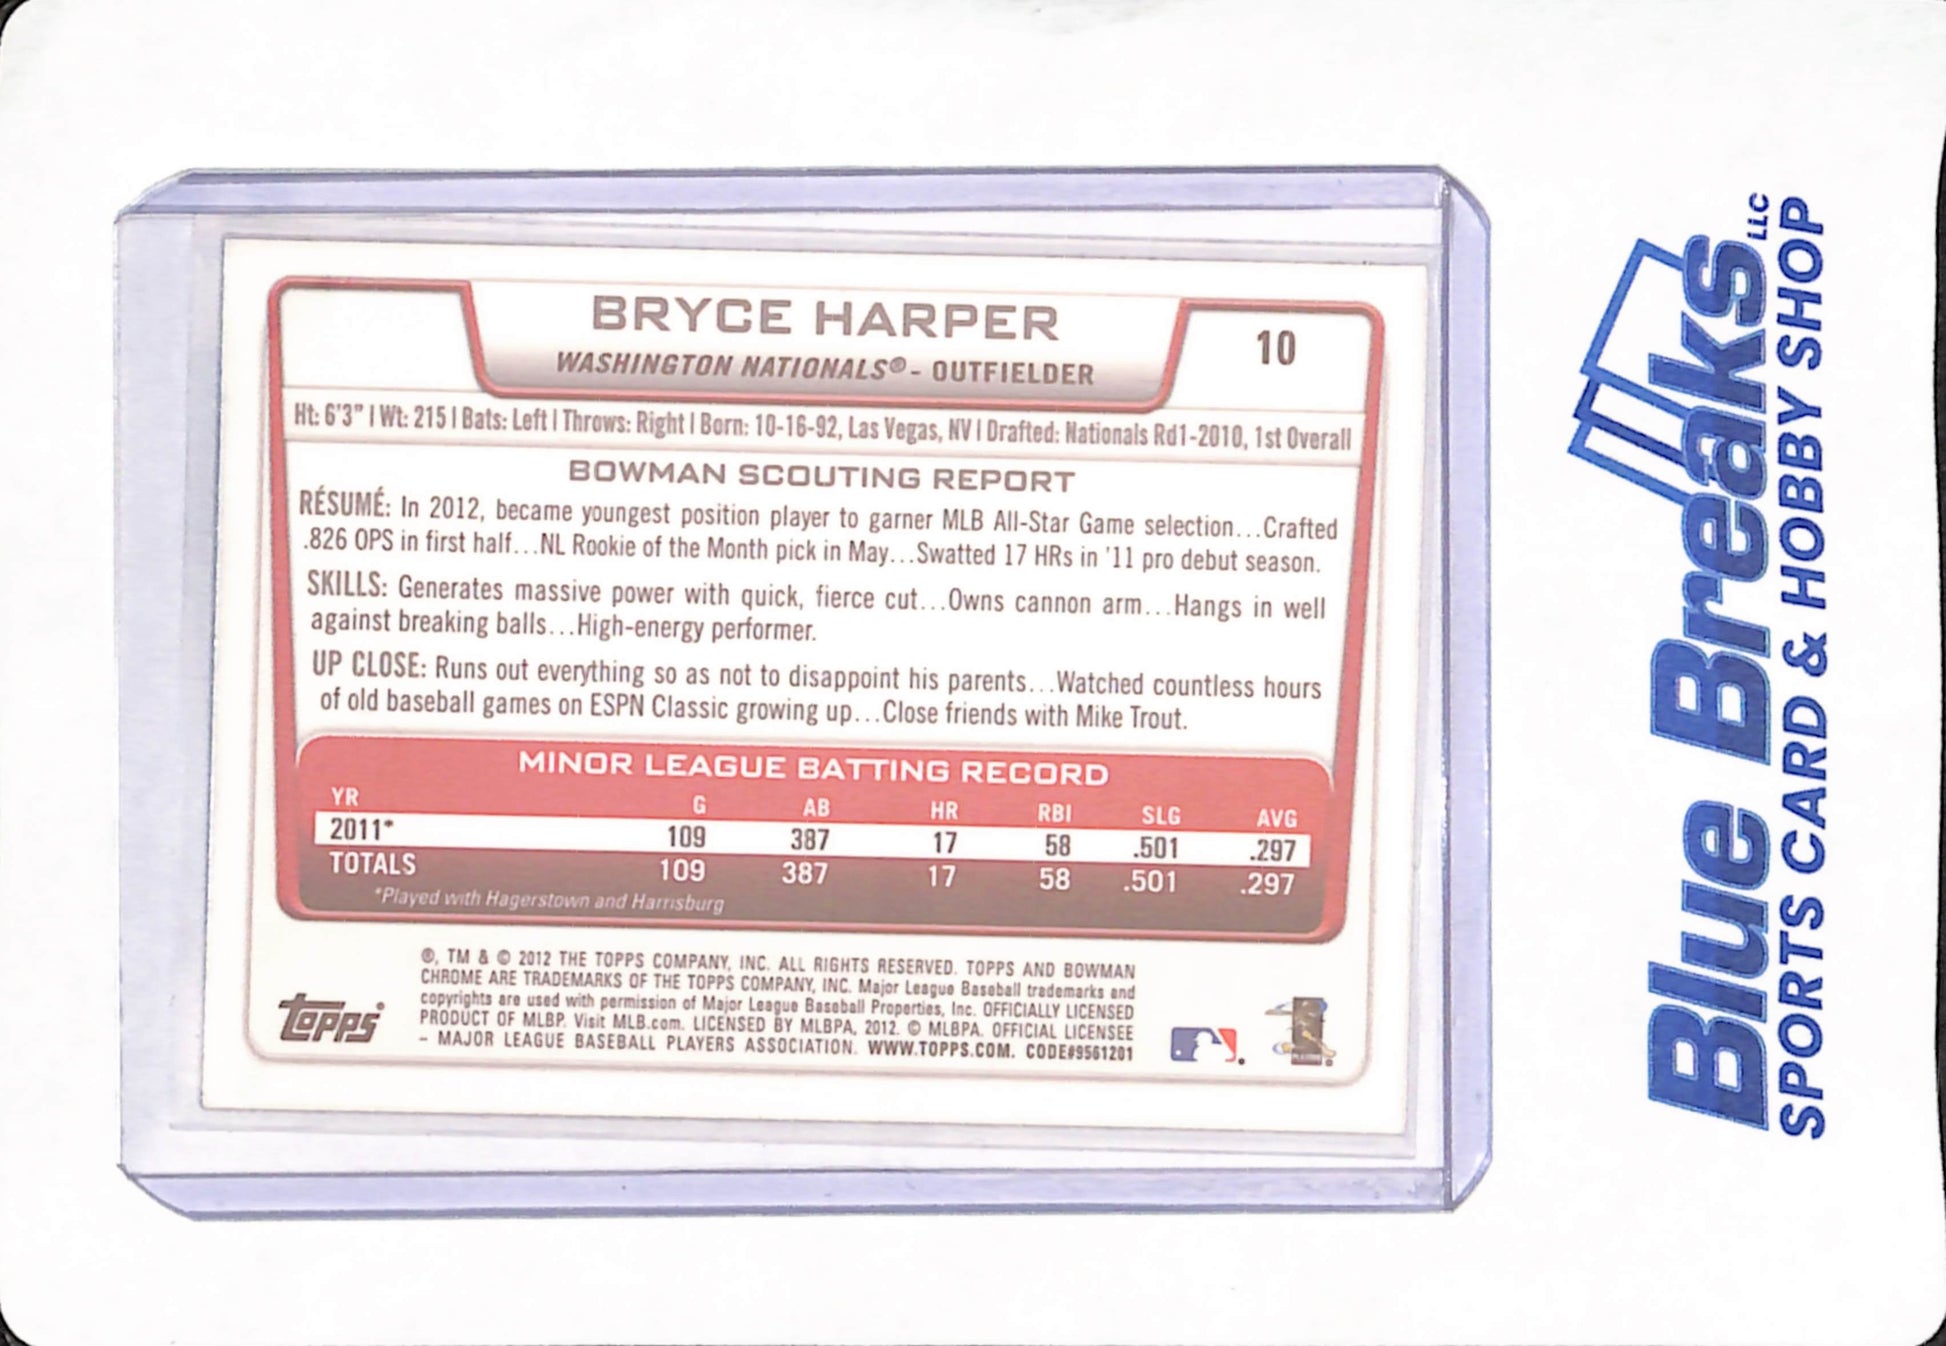 BRYCE HARPER
10
WASHINGTON NATIONALS® - OUTFIELDER
Ht: 6'3" | Wt: 215 | Bats: Left | Throws: Right | Born: 10-16-92, Las Vegas, NV | Drafted: Nationals Rd1-2010, 1st Overall
BOWMAN SCOUTING REPORT
RÉSUMÉ: In 2012, became youngest position player to garner MLB All-Star Game selection...Crafted
.826 OPS in first half...NL Rookie of the Month pick in May...Swatted 17 HRs in '11 pro debut season.
SKILLS: Generates massive power with quick, fierce cut...Owns cannon arm...Hangs in well
against breaking balls...High-energy performer.
UP CLOSE: Runs out everything so as not to disappoint his parents...Watched countless hours
of old baseball games on ESPN Classic growing up...Close friends with Mike Trout.
MINOR LEAGUE BATTING RECORD
YR G AB HR RBI SLG AVG
2011* 109 387 17 58 .501 .297
TOTALS 109 387 17 58 .501 .297
*Played with Hagerstown and Harrisburg
®, TM & © 2012 THE TOPPS COMPANY, INC. ALL RIGHTS RESERVED. TOPPS AND BOWMAN
CHROME ARE TRADEMARKS OF THE TOPPS COMPANY, INC. Major League Baseball trademarks and
copyrights are used with permission of Major League Baseball Properties, Inc. OFFICIALLY LICENSED
PRODUCT OF MLBP. Visit MLB.com. LICENSED BY MLBPA, 2012. © MLBPA. OFFICIAL LICENSEE
- MAJOR LEAGUE BASEBALL PLAYERS ASSOCIATION. WWW.TOPPS.COM. CODE#9561201
Topps
Blue Breaks LLC
SPORTS CARD & HOBBY SHOP